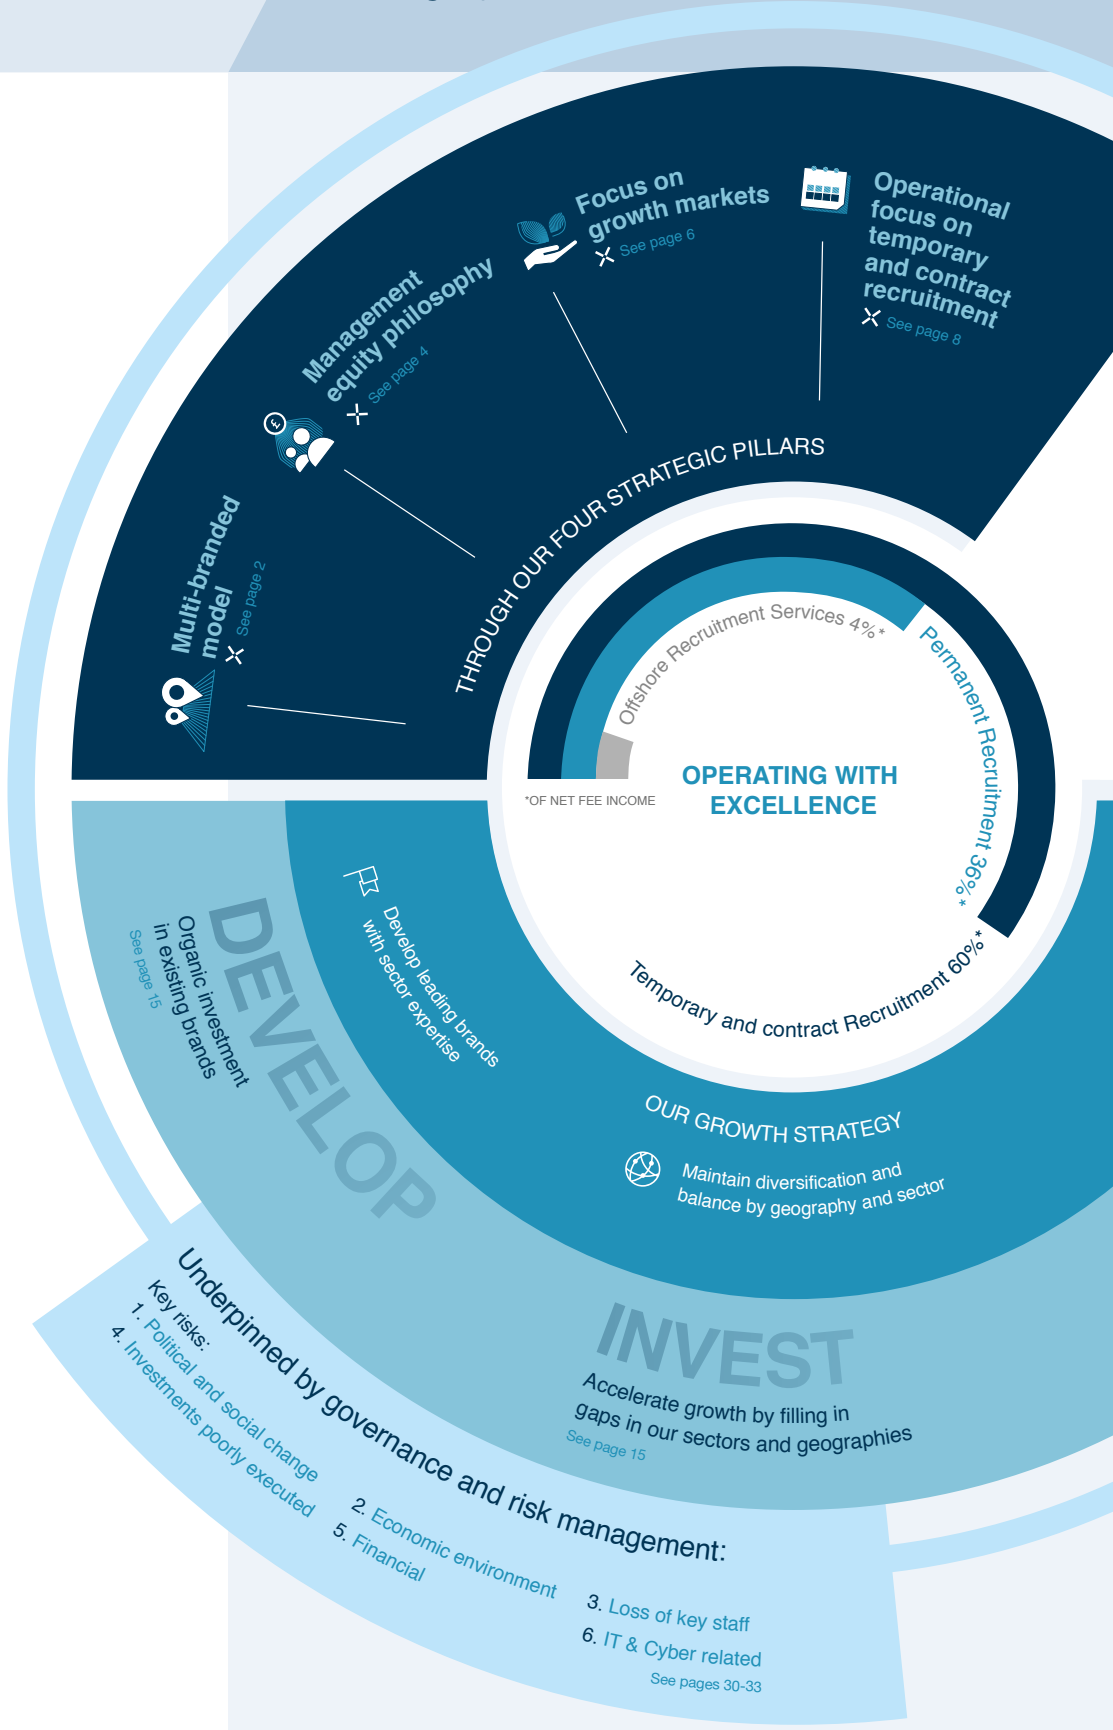 Focus on
growth markets
See page 6
Operational
focus on
temporary
and contract
recruitment
See page 8
Management
equity philosophy
See page 4
£
Multi-branded
model
See page 2
THROUGH OUR FOUR STRATEGIC PILLARS
Offshore Recruitment Services 4%*
Permanent Recruitment 36%*
Temporary and contract Recruitment 60%*
*OF NET FEE INCOME
OPERATING WITH
EXCELLENCE
DEVELOP
Organic investment
in existing brands
See page 15
Develop leading brands
with sector expertise
OUR GROWTH STRATEGY
Maintain diversification and
balance by geography and sector
INVEST
Accelerate growth by filling in
gaps in our sectors and geographies
See page 15
Underpinned by governance and risk management:
Key risks:
1. Political and social change
4. Investments poorly executed
2. Economic environment
5. Financial
3. Loss of key staff
6. IT & Cyber related
See pages 30-33